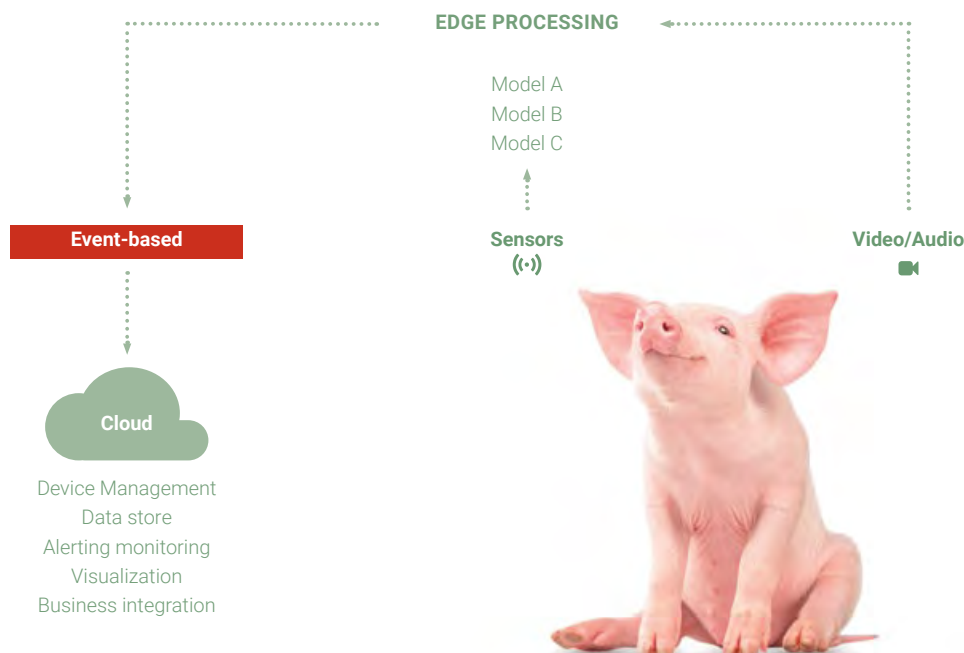 EDGE PROCESSING
Model A
Model B
Model C
Event-based
Sensors
Video/Audio
Cloud
Device Management
Data store
Alerting monitoring
Visualization
Business integration